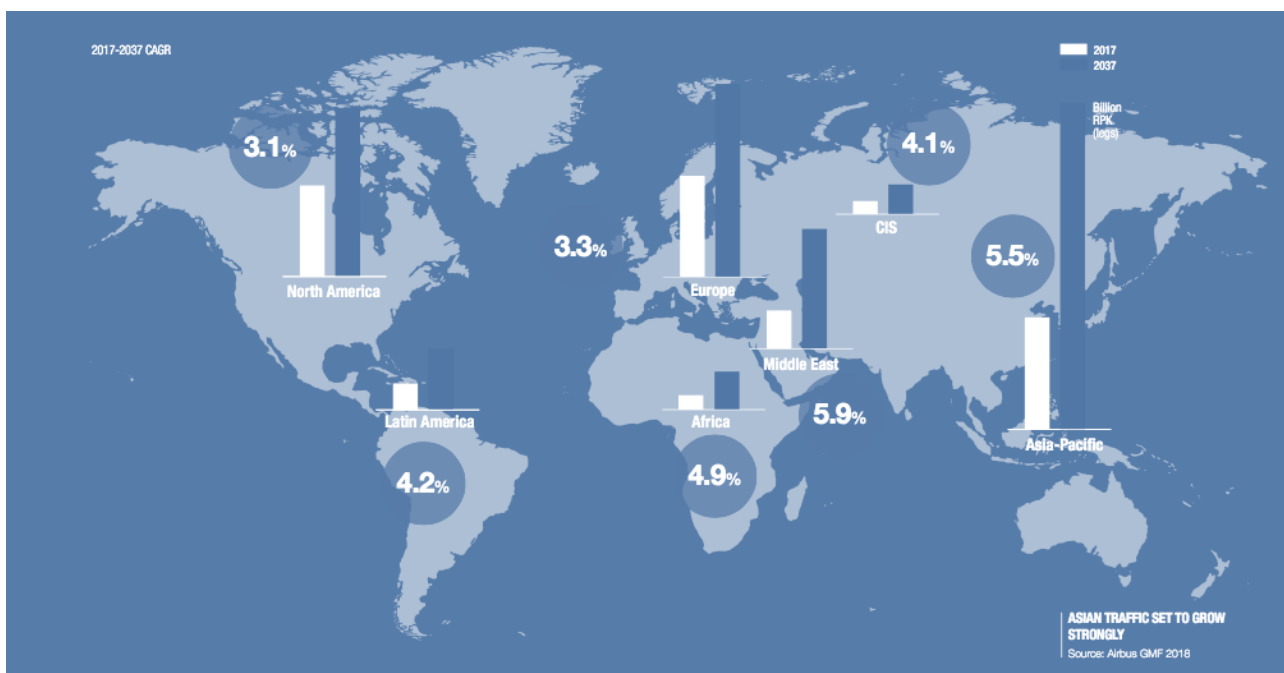 2017-2037 CAGR
2017
2037
Billion
RPK
(legs)
3.1%
North America
3.3%
Europe
4.1%
CIS
5.5%
Asia-Pacific
Middle East
5.9%
Latin America
4.2%
Africa
4.9%
ASIAN TRAFFIC SET TO GROW
STRONGLY
Source: Airbus GMF 2018